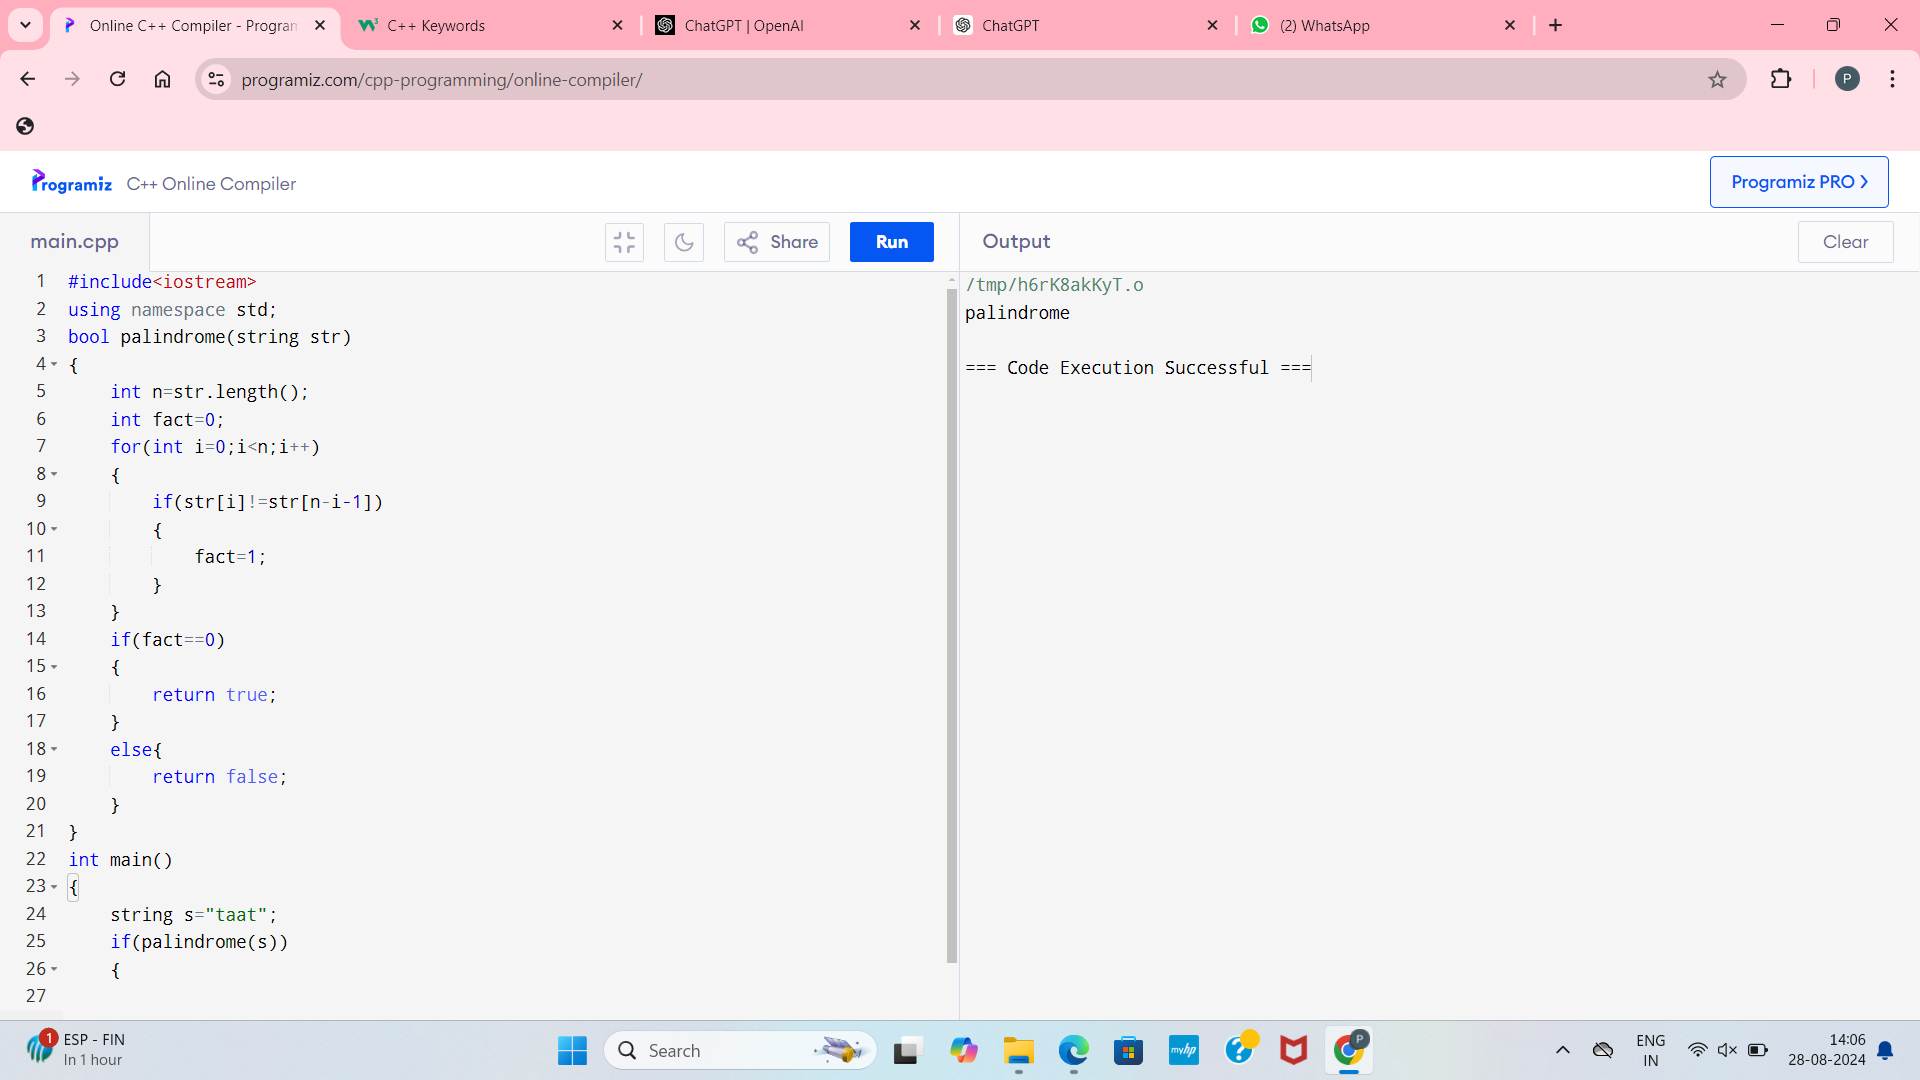 Online C++ Compiler - Program
C++ Keywords
ChatGPT | OpenAI
ChatGPT
(2) WhatsApp
programiz.com/cpp-programming/online-compiler/
P
Programiz
C++ Online Compiler
Programiz PRO
main.cpp
Share
Run
Output
Clear
1 #include<iostream>
2 using namespace std;
3 bool palindrome(string str)
4 {
5 int n=str.length();
6 int fact=0;
7 for(int i=0;i<n;i++)
8 {
9 if(str[i]!=str[n-i-1])
10 {
11 fact=1;
12 }
13 }
14 if(fact==0)
15 {
16 return true;
17 }
18 else{
19 return false;
20 }
21 }
22 int main()
23 {
24 string s="taat";
25 if(palindrome(s))
26 {
27
/tmp/h6rK8akKyT.o
palindrome
=== Code Execution Successful ===
1
ESP - FIN
In 1 hour
Search
myhp
P
ENG
IN
14:06
28-08-2024